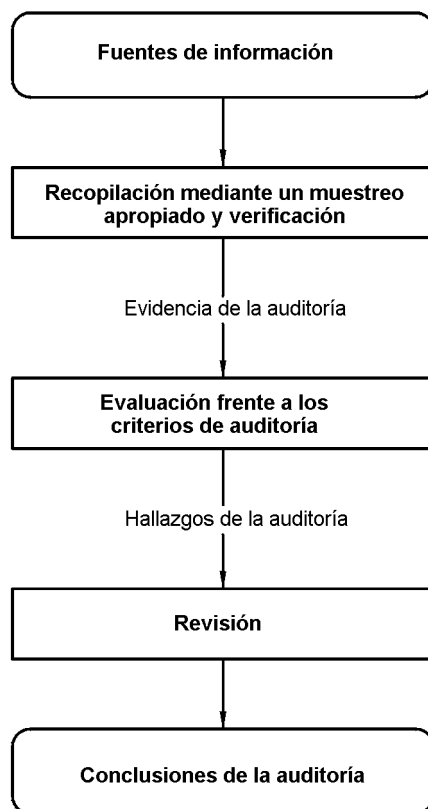 Fuentes de información
Recopilación mediante un muestreo
apropiado y verificación
Evidencia de la auditoría
Evaluación frente a los
criterios de auditoría
Hallazgos de la auditoría
Revisión
Conclusiones de la auditoría